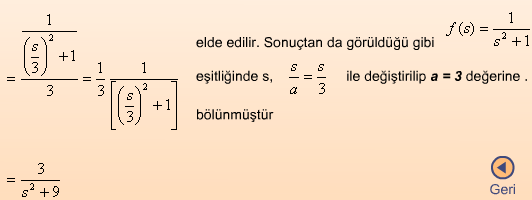 = \frac{\frac{1}{\left(\frac{s}{3}\right)^2+1}}{3} = \frac{1}{3} \frac{1}{\left[\left(\frac{s}{3}\right)^2+1\right]} elde edilir. Sonuçtan da görüldüğü gibi f(s) = \frac{1}{s^2+1}
eşitliğinde s, \frac{s}{a} = \frac{s}{3} ile değiştirilip a = 3 değerine .
bölünmüştür
= \frac{3}{s^2+9}
Geri